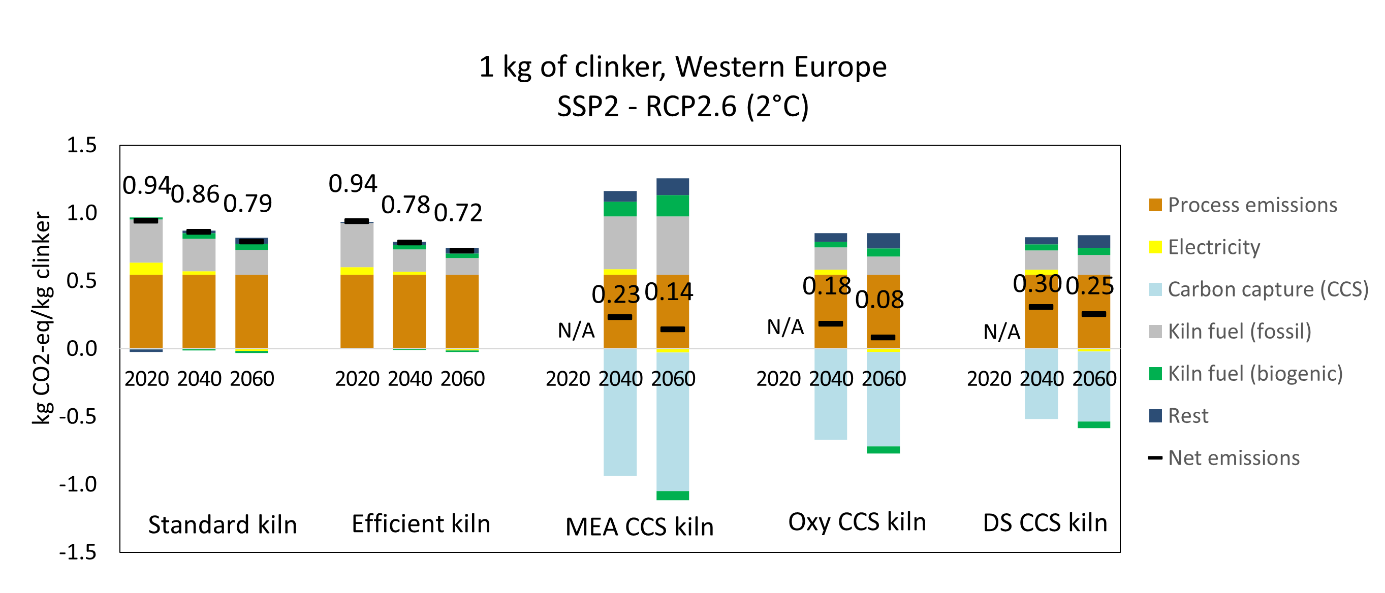 1 kg of clinker, Western Europe
SSP2 - RCP2.6 (2°C)
kg CO2-eq/kg clinker
1.5
1.0
0.5
0.0
-0.5
-1.0
-1.5
0.94 0.86 0.79
0.94 0.78 0.72
N/A 0.23 0.14
N/A 0.18 0.08
N/A 0.30 0.25
2020 2040 2060
2020 2040 2060
2020 2040 2060
2020 2040 2060
2020 2040 2060
Standard kiln
Efficient kiln
MEA CCS kiln
Oxy CCS kiln
DS CCS kiln
Process emissions
Electricity
Carbon capture (CCS)
Kiln fuel (fossil)
Kiln fuel (biogenic)
Rest
Net emissions